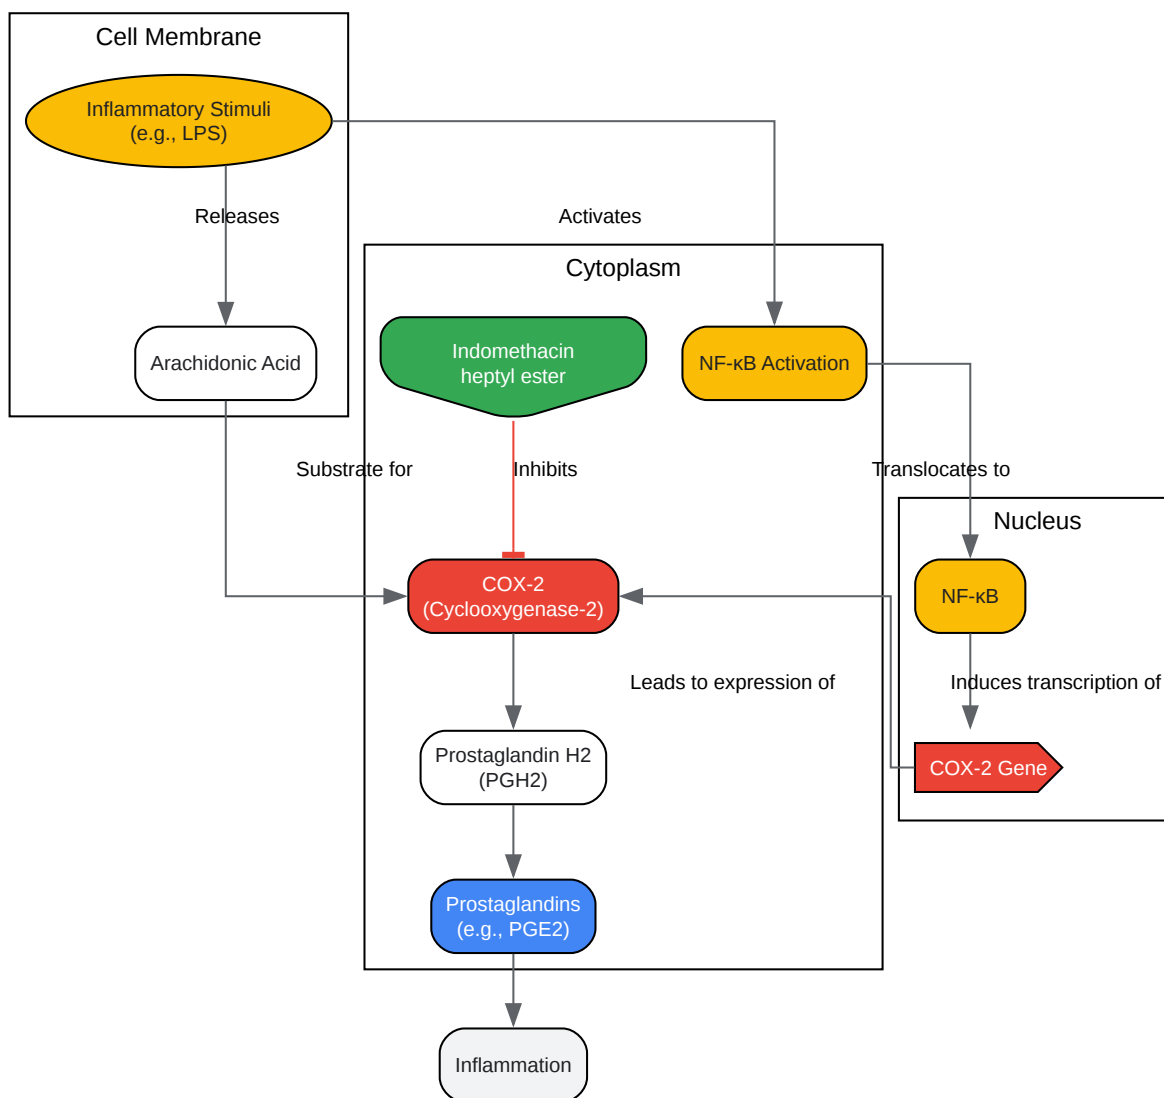 Cell Membrane
Inflammatory Stimuli
(e.g., LPS)
Releases
Activates
Cytoplasm
Arachidonic Acid
Indomethacin
heptyl ester
NF-κB Activation
Substrate for
Inhibits
Translocates to
Nucleus
COX-2
(Cyclooxygenase-2)
NF-κB
Leads to expression of
Induces transcription of
Prostaglandin H2
(PGH2)
COX-2 Gene
Prostaglandins
(e.g., PGE2)
Inflammation